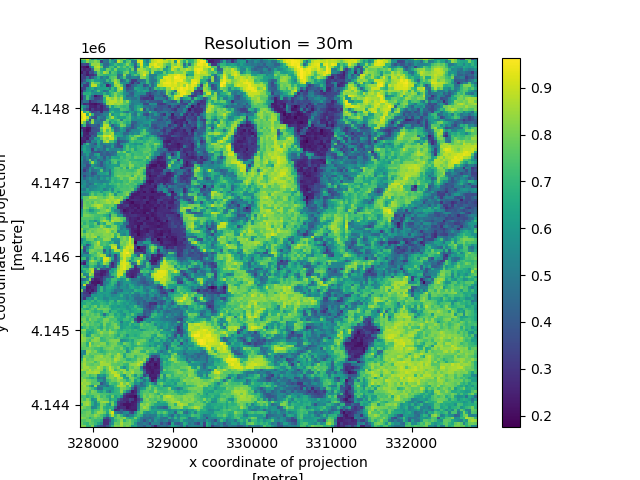 Resolution = 30m
1e6
4.148
4.147
4.146
4.145
4.144
328000 329000 330000 331000 332000
x coordinate of projection
[metre]
y coordinate of projection
[metre]
0.9
0.8
0.7
0.6
0.5
0.4
0.3
0.2